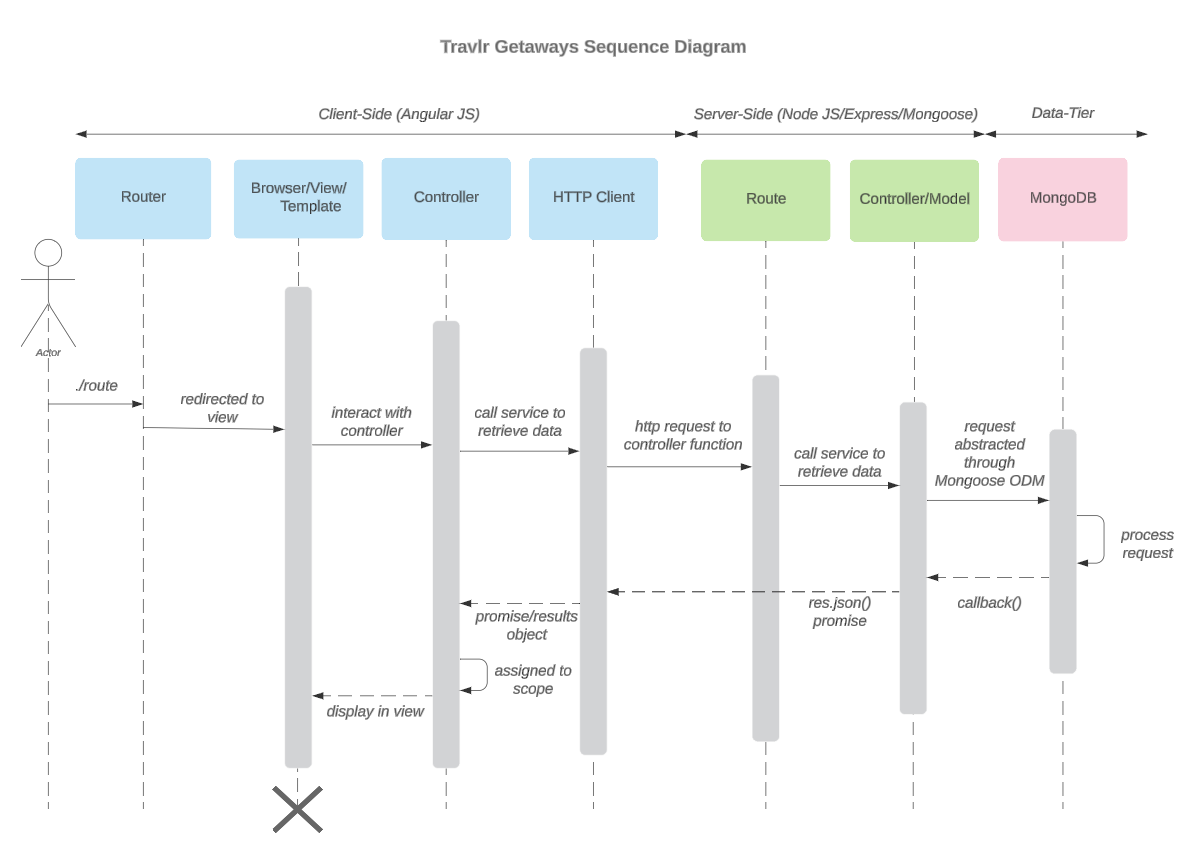 Travlr Getaways Sequence Diagram
Client-Side (Angular JS)
Server-Side (Node JS/Express/Mongoose)
Data-Tier
Router
Browser/View/
Template
Controller
HTTP Client
Route
Controller/Model
MongoDB
Actor
./route
redirected to
view
interact with
controller
call service to
retrieve data
http request to
controller function
call service to
retrieve data
request
abstracted
through
Mongoose ODM
process
request
callback()
res.json()
promise
promise/results
object
assigned to
scope
display in view